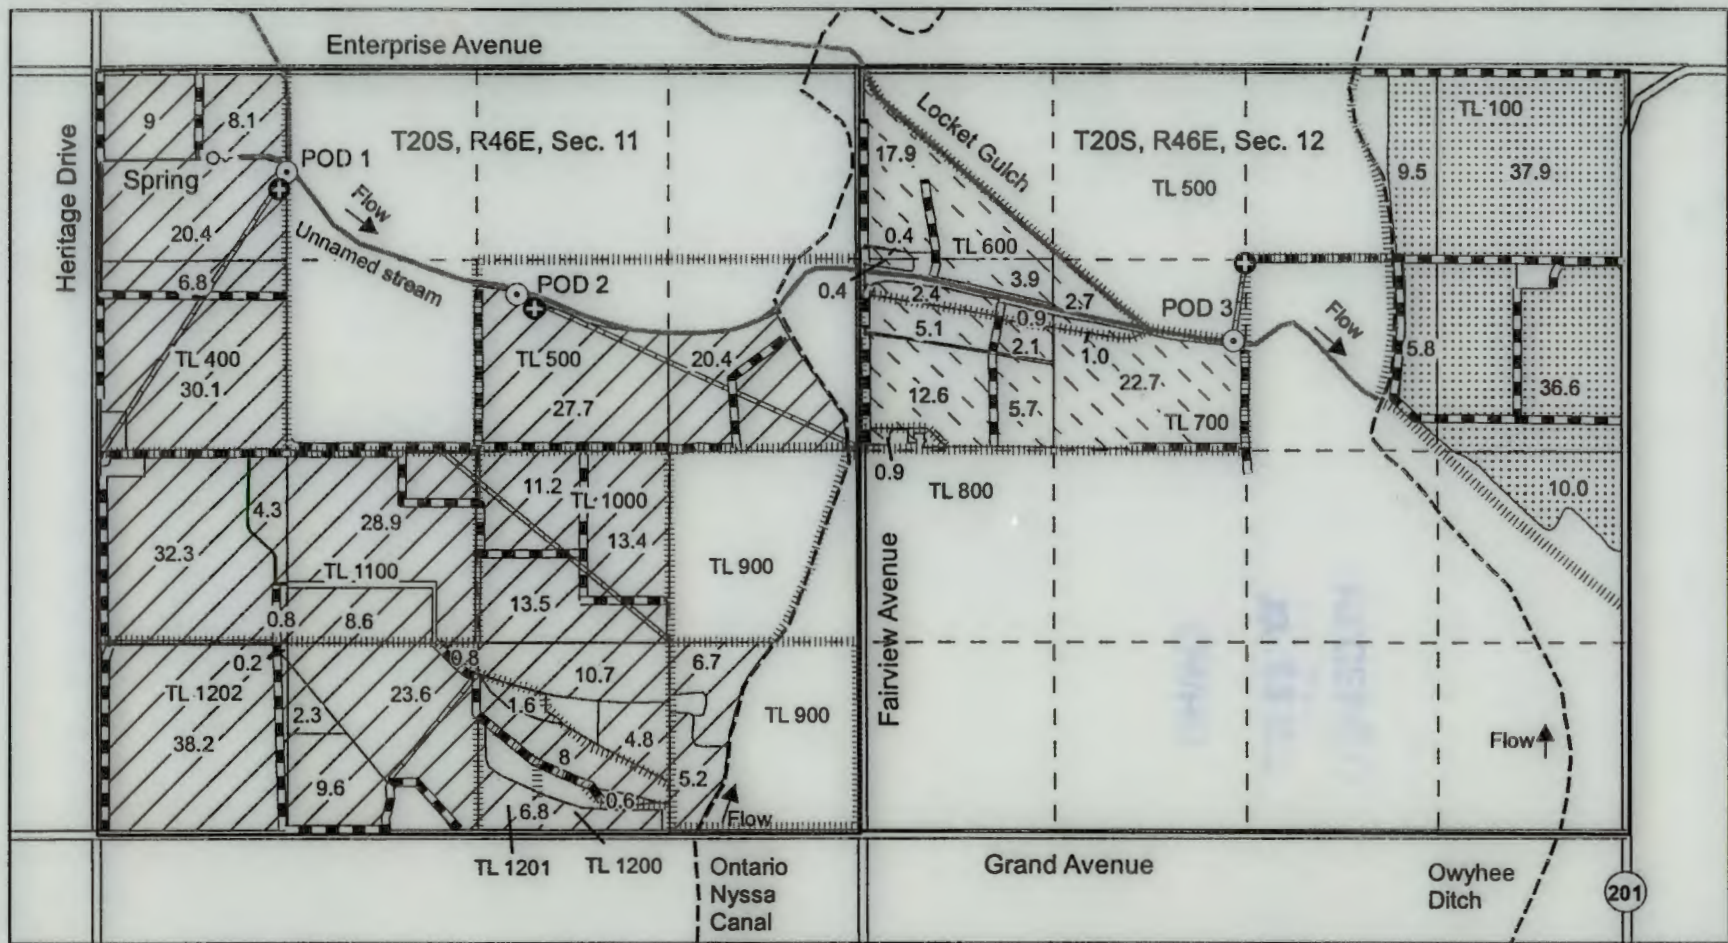 Enterprise Avenue
Heritage Drive
9
8.1
POD 1
T20S, R46E, Sec. 11
Spring
Flow
20.4
Unnamed stream
6.8
POD 2
TL 400
30.1
TL 500
20.4
27.7
Locket Gulch
T20S, R46E, Sec. 12
TL 500
17.9
0.4
TL 600
3.9
0.4
2.4
2.7
0.9
POD 3
Flow
5.1
2.1
1.0
12.6
5.7
22.7
TL 700
0.9
TL 800
TL 100
9.5
37.9
5.8
36.6
10.0
4.3
32.3
28.9
11.2
TL 1000
13.4
TL 1100
13.5
TL 900
0.8
8.6
0.2
0.8
10.7
6.7
TL 1202
23.6
2.3
1.6
4.8
TL 900
38.2
9.6
8
5.2
6.8
0.6
Flow
Fairview Avenue
Flow
TL 1201
TL 1200
Ontario
Nyssa
Canal
Grand Avenue
Owyhee
Ditch
201